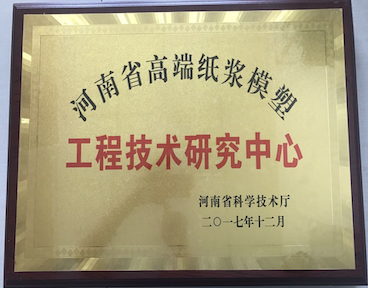 河南省高端纸浆模塑
工程技术研究中心
河南省科学技术厅
二〇一七年十二月